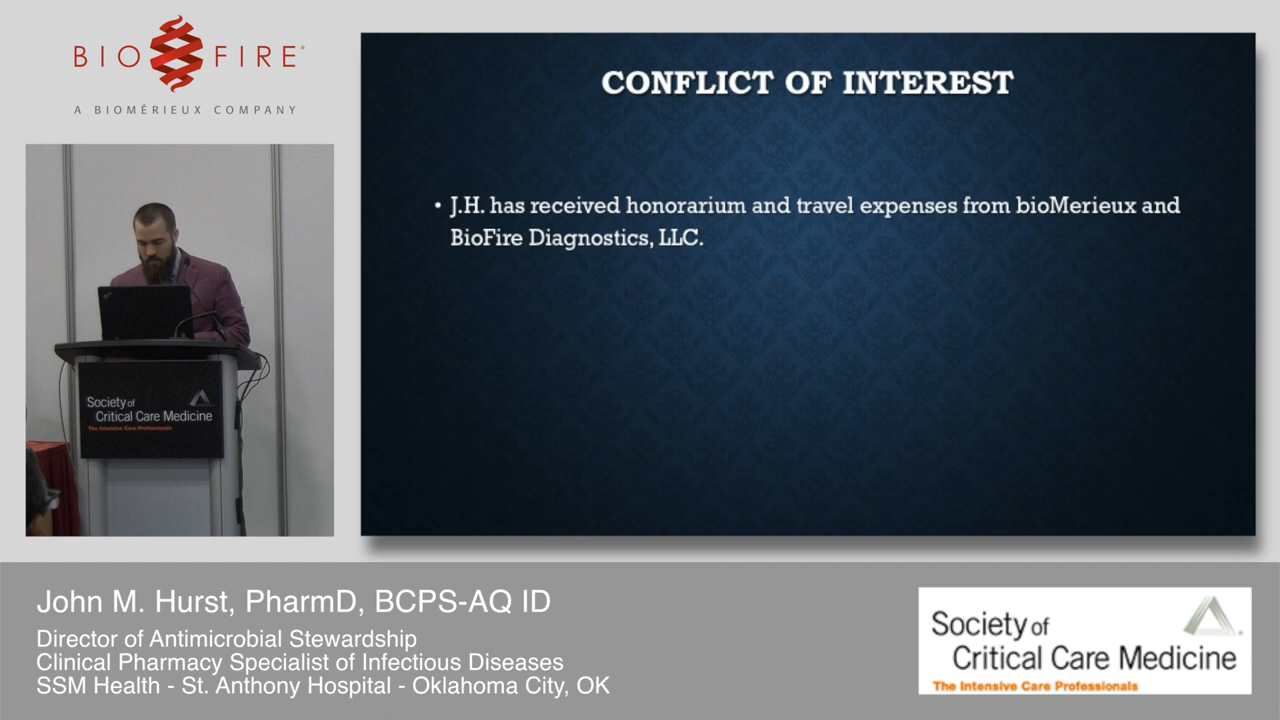 BIOFIRE
A BIOMÉRIEUX COMPANY
CONFLICT OF INTEREST
• J.H. has received honorarium and travel expenses from bioMerieux and
BioFire Diagnostics, LLC.
Society of
Critical Care Medicine
The Intensive Care Professionals
John M. Hurst, PharmD, BCPS-AQ ID
Director of Antimicrobial Stewardship
Clinical Pharmacy Specialist of Infectious Diseases
SSM Health - St. Anthony Hospital - Oklahoma City, OK
Society of
Critical Care Medicine
The Intensive Care Professionals